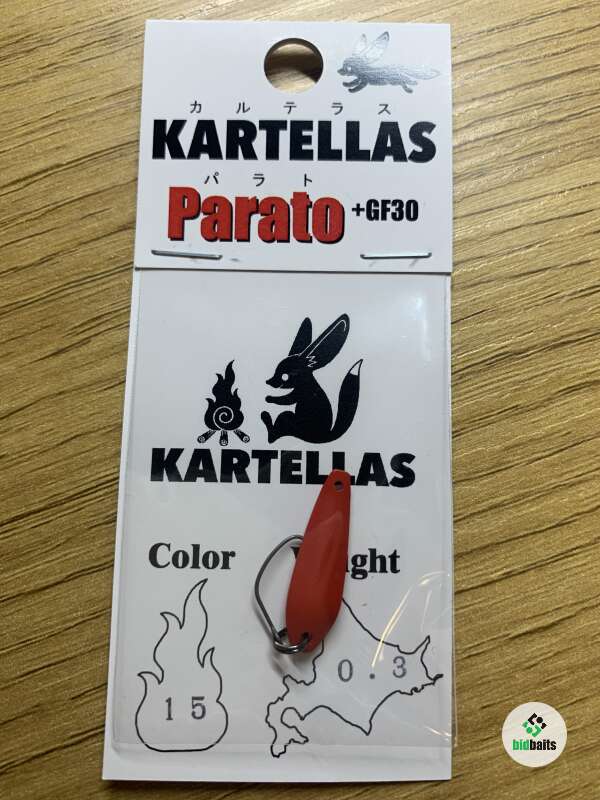 カルテラス
KARTELLAS
パラト
Parato +GF30
KARTELLAS
Color
15
0.3
bidbaits